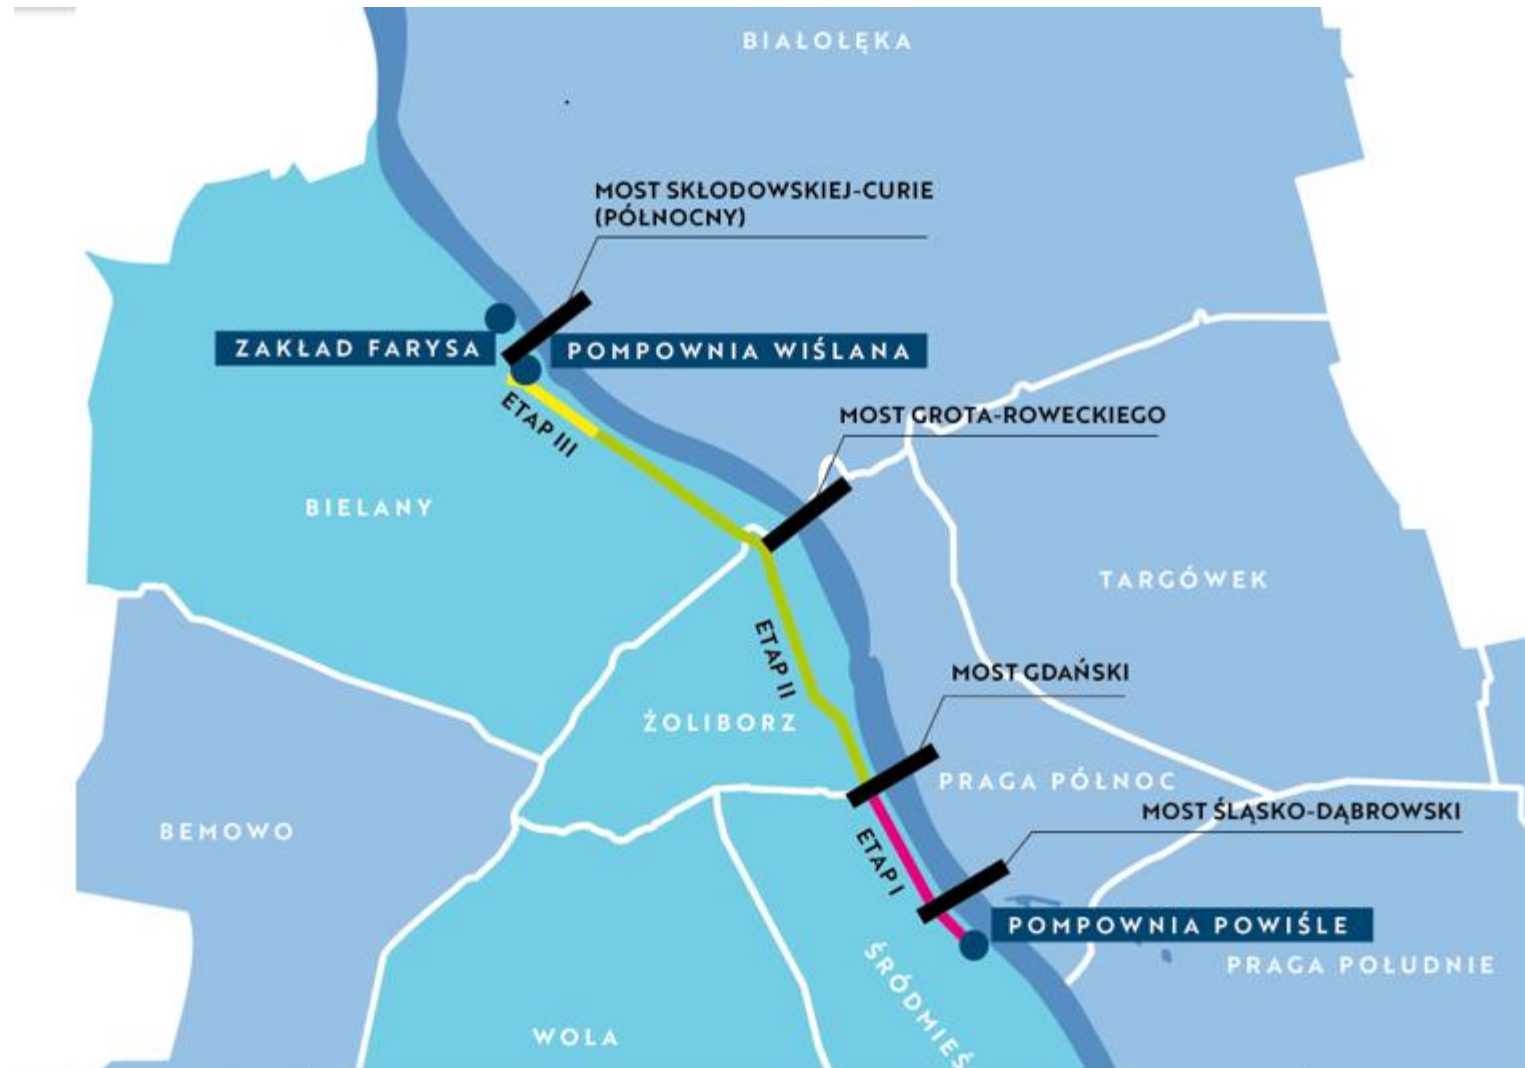 BIAŁOŁĘKA
MOST SKŁODOWSKIEJ-CURIE
(PÓŁNOCNY)
ZAKŁAD FARYSA
POMPOWNIA WIŚLANA
ETAP III
MOST GROTA-ROWECKIEGO
BIELANY
TARGÓWEK
ETAP II
MOST GDAŃSKI
ŻOLIBORZ
PRAGA PÓŁNOC
MOST ŚLĄSKO-DĄBROWSKI
BEMOWO
ETAP I
POMPOWNIA POWIŚLE
PRAGA POŁUDNIE
ŚRÓDMIEŚ
WOLA